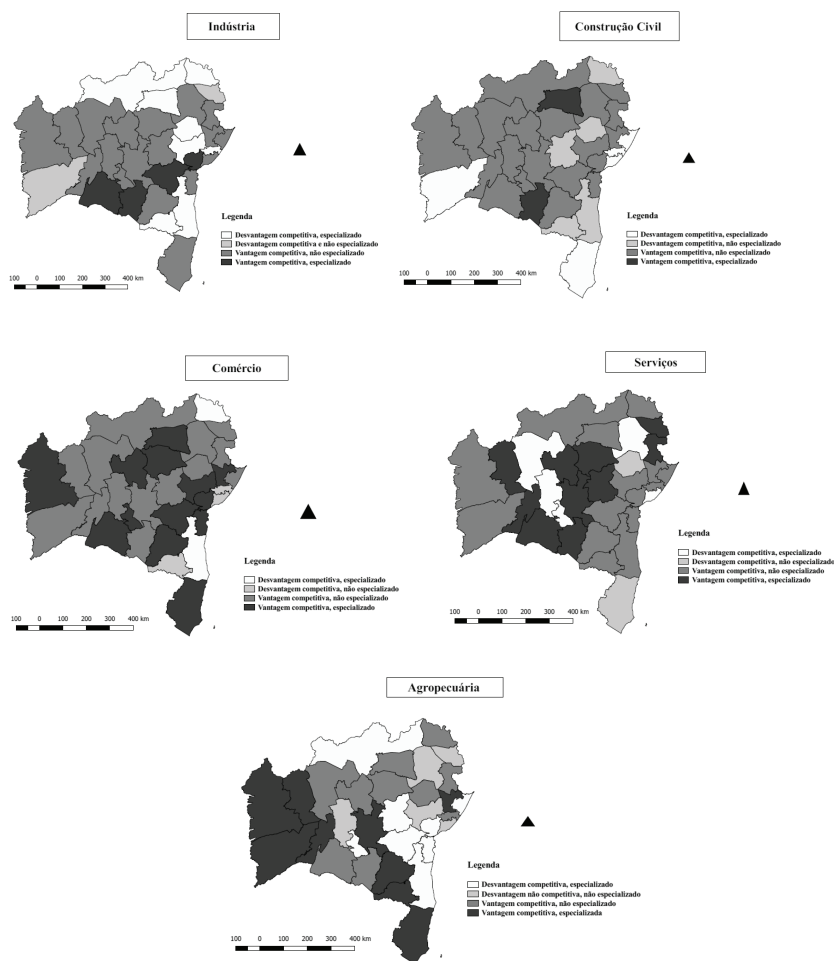 Indústria
Legenda
Desvantagem competitiva, especializado
Desvantagem competitiva e não especializado
Vantagem competitiva, não especializado
Vantagem competitiva, especializado
100 0 100 200 300 400 km
Construção Civil
Legenda
Desvantagem competitiva, especializado
Desvantagem competitiva, não especializado
Vantagem competitiva, não especializado
Vantagem competitiva, especializado
100 0 100 200 300 400 km
Comércio
Legenda
Desvantagem competitiva, especializado
Desvantagem competitiva, não especializado
Vantagem competitiva, não especializado
Vantagem competitiva, especializado
100 0 100 200 300 400 km
Serviços
Legenda
Desvantagem competitiva, especializado
Desvantagem competitiva, não especializado
Vantagem competitiva, não especializado
Vantagem competitiva, especializado
100 0 100 200 300 400 km
Agropecuária
Legenda
Desvantagem competitiva, especializado
Desvantagem não competitiva, não especializado
Vantagem competitiva, não especializado
Vantagem competitiva, especializada
100 0 100 200 300 400 km